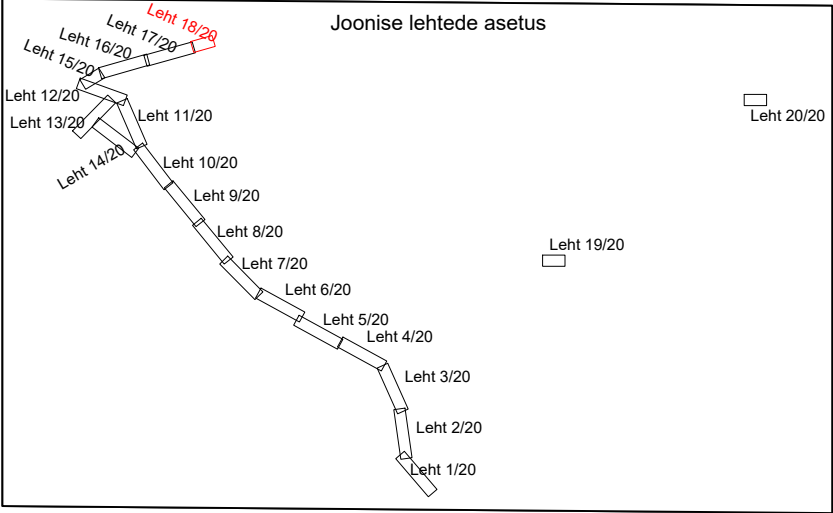 Joonise lehtede asetus
Leht 18/20
Leht 17/20
Leht 16/20
Leht 15/20
Leht 12/20
Leht 13/20
Leht 11/20
Leht 14/20
Leht 10/20
Leht 9/20
Leht 8/20
Leht 7/20
Leht 6/20
Leht 5/20
Leht 4/20
Leht 3/20
Leht 2/20
Leht 1/20
Leht 19/20
Leht 20/20